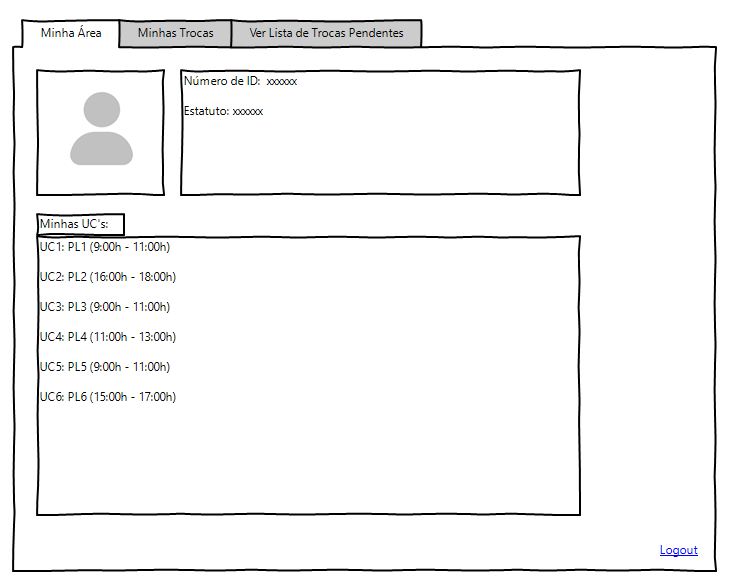 Minha Área
Minhas Trocas
Ver Lista de Trocas Pendentes
Número de ID: xxxxxx
Estatuto: xxxxxx
Minhas UC's:
UC1: PL1 (9:00h - 11:00h)
UC2: PL2 (16:00h - 18:00h)
UC3: PL3 (9:00h - 11:00h)
UC4: PL4 (11:00h - 13:00h)
UC5: PL5 (9:00h - 11:00h)
UC6: PL6 (15:00h - 17:00h)
Logout